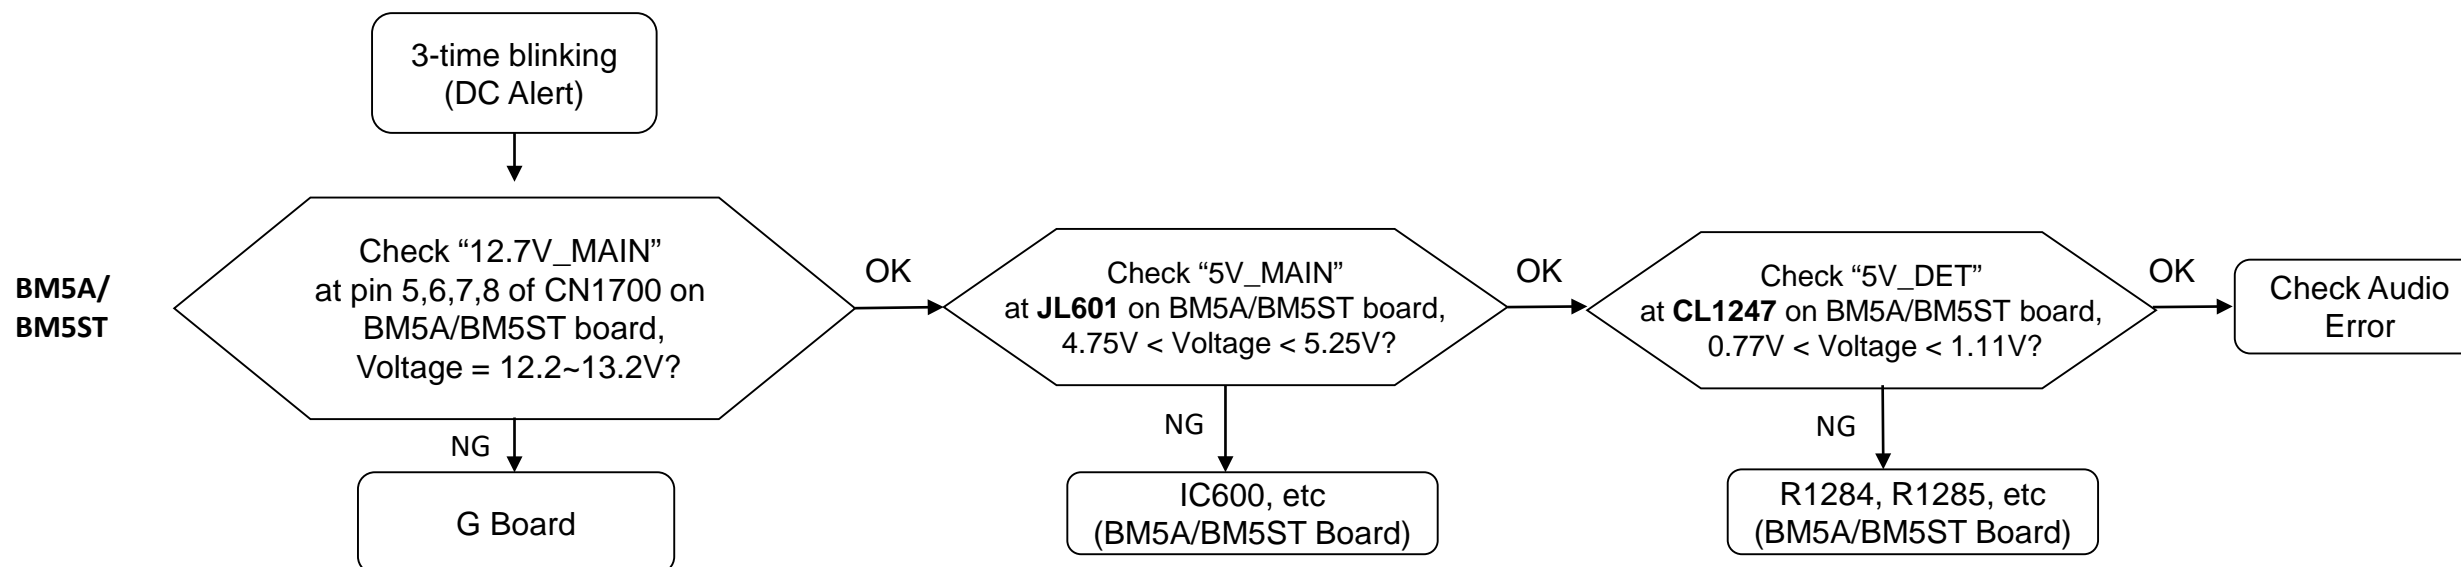 3-time blinking
(DC Alert)
BM5A/
BM5ST
Check “12.7V_MAIN”
at pin 5,6,7,8 of CN1700 on
BM5A/BM5ST board,
Voltage = 12.2~13.2V?
OK
Check “5V_MAIN”
at JL601 on BM5A/BM5ST board,
4.75V < Voltage < 5.25V?
OK
Check “5V_DET”
at CL1247 on BM5A/BM5ST board,
0.77V < Voltage < 1.11V?
OK
Check Audio
Error
NG
G Board
NG
IC600, etc
(BM5A/BM5ST Board)
NG
R1284, R1285, etc
(BM5A/BM5ST Board)